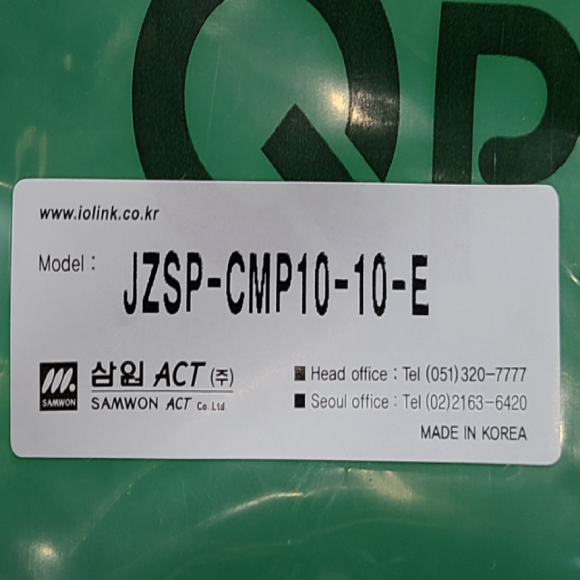 www.iolink.co.kr
Model : JZSP-CMP10-10-E
SAMWON
삼원 ACT (주)
SAMWON ACT Co.Ltd.
Head office : Tel (051)320-7777
Seoul office : Tel (02)2163-6420
MADE IN KOREA